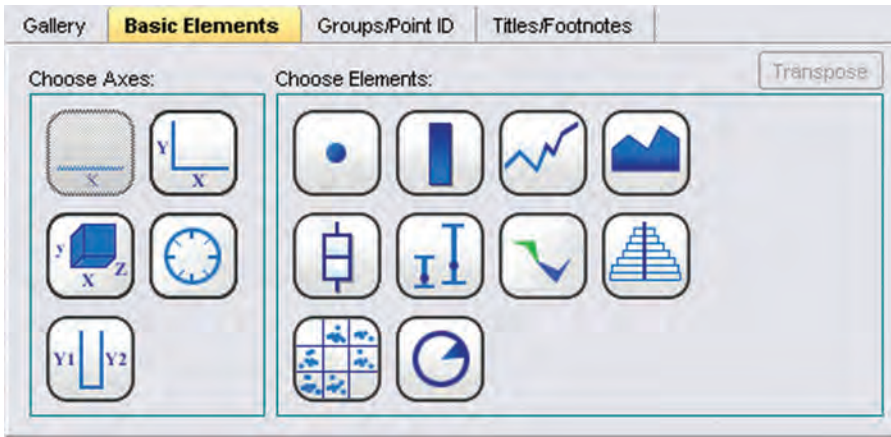 Gallery Basic Elements Groups/Point ID Titles/Footnotes
Transpose
Choose Axes: Choose Elements:
X
Y
X
y
X
Z
Y1 Y2